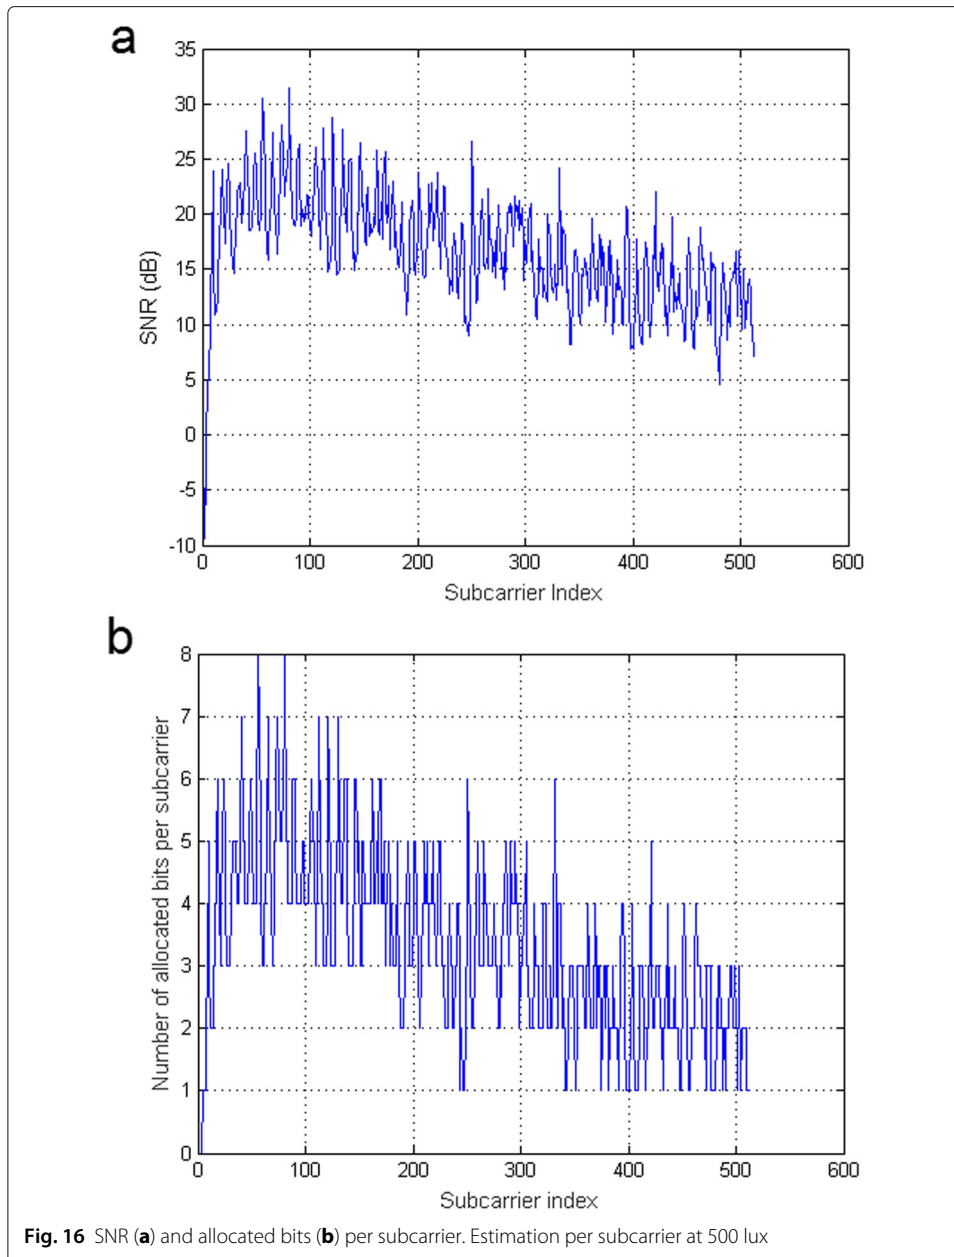 a
35
30
25
20
15
10
5
0
-5
-10
SNR (dB)
0 100 200 300 400 500 600
Subcarrier Index
b
8
7
6
5
4
3
2
1
0
Number of allocated bits per subcarrier
0 100 200 300 400 500 600
Subcarrier index
Fig. 16 SNR (a) and allocated bits (b) per subcarrier. Estimation per subcarrier at 500 lux